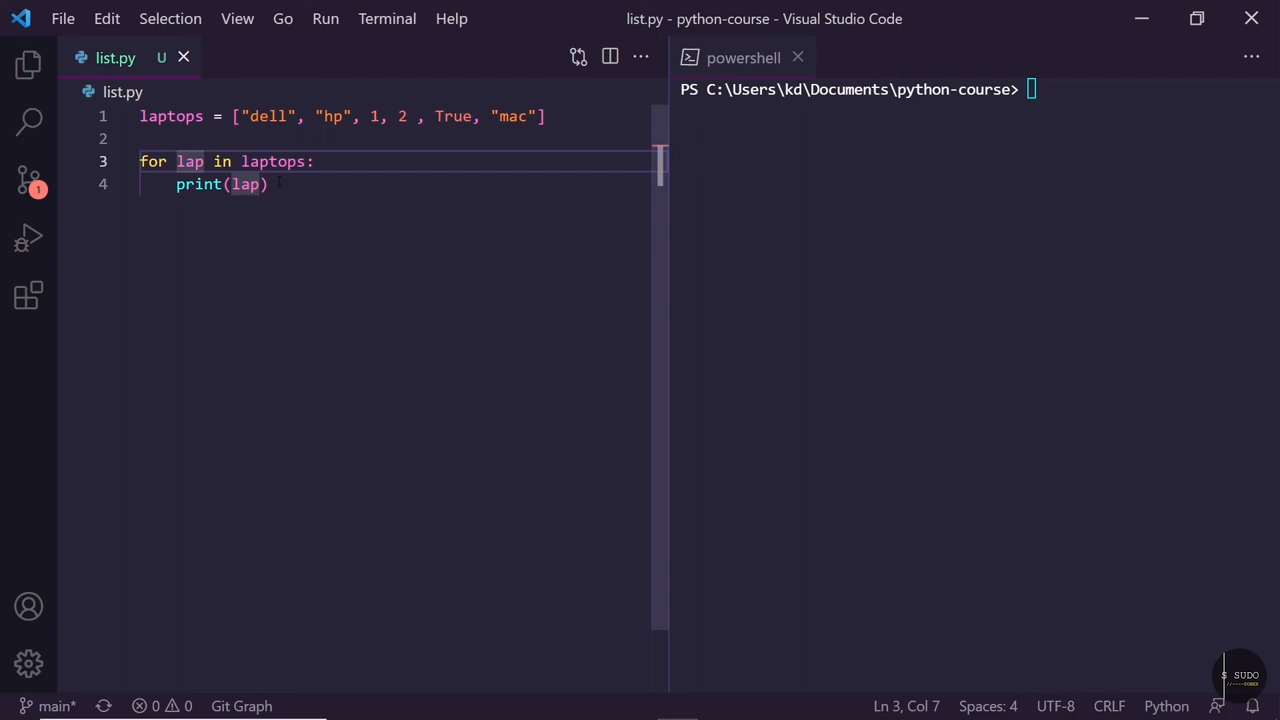 File Edit Selection View Go Run Terminal Help list.py - python-course - Visual Studio Code
list.py U
powershell
list.py
PS C:\Users\kd\Documents\python-course>
1 laptops = ["dell", "hp", 1, 2 , True, "mac"]
2
3 for lap in laptops:
4 print(lap)
1
S SUDO
main* 0 0 Git Graph Ln 3, Col 7 Spaces: 4 UTF-8 CRLF Python